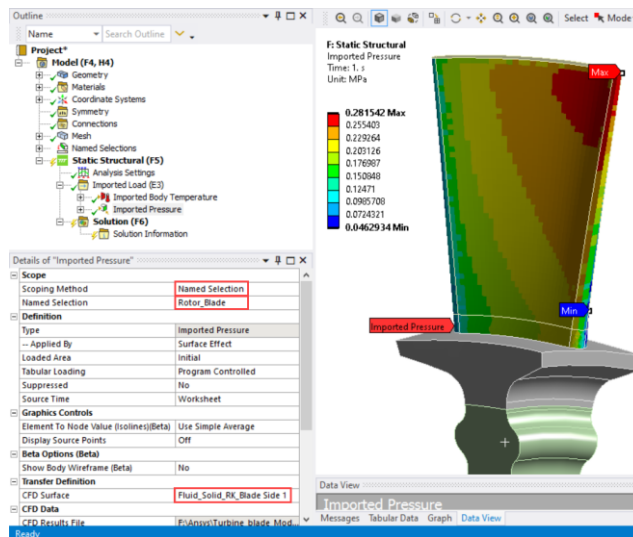 Outline
Name
Search Outline
Project*
Model (F4, H4)
Geometry
Materials
Coordinate Systems
Symmetry
Connections
Mesh
Named Selections
Static Structural (F5)
Analysis Settings
Imported Load (E3)
Imported Body Temperature
Imported Pressure
Solution (F6)
Solution Information
Details of "Imported Pressure"
Scope
Scoping Method Named Selection
Named Selection Rotor_Blade
Definition
Type Imported Pressure
-- Applied By Surface Effect
Loaded Area Initial
Tabular Loading Program Controlled
Suppressed No
Source Time Worksheet
Graphics Controls
Element To Node Value (Isolines)(Beta) Use Simple Average
Display Source Points Off
Beta Options (Beta)
Show Body Wireframe (Beta) No
Transfer Definition
CFD Surface Fluid_Solid_RK_Blade Side 1
CFD Data
CFD Results File F:\Ansys\Turbine_blade_Mod...
Ready
Select Mode
F: Static Structural
Imported Pressure
Time: 1. s
Unit: MPa
0.281542 Max
0.255403
0.229264
0.203126
0.176987
0.150848
0.12471
0.0985708
0.0724321
0.0462934 Min
Max
Min
Imported Pressure
Data View
Imported Pressure
Messages Tabular Data Graph Data View